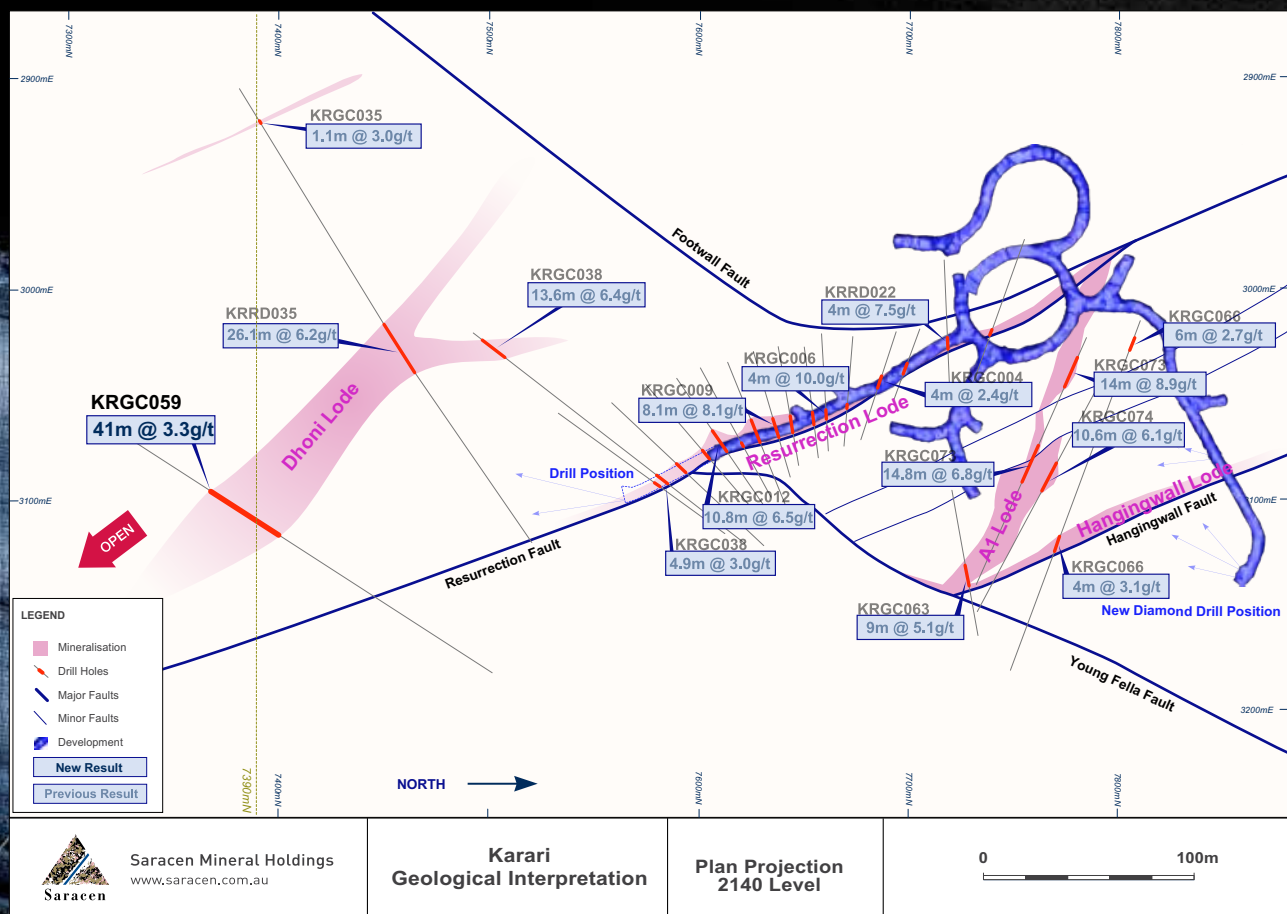 7300mN
7400mN
7500mN
7600mN
7700mN
7800mN
2900mE
2900mE
KRGC035
1.1m @ 3.0g/t
Footwall Fault
KRGC038
13.6m @ 6.4g/t
3000mE
3000mE
KRRD022
4m @ 7.5g/t
KRRD035
26.1m @ 6.2g/t
KRGC066
6m @ 2.7g/t
KRGC006
4m @ 10.0g/t
KRGC004
4m @ 2.4g/t
KRGC073
14m @ 8.9g/t
KRGC009
8.1m @ 8.1g/t
KRGC059
41m @ 3.3g/t
Dhoni Lode
Resurrection Lode
KRGC074
10.6m @ 6.1g/t
KRGC073
14.8m @ 6.8g/t
Drill Position
Hangingwall Lode
Hangingwall Fault
3100mE
3100mE
KRGC012
10.8m @ 6.5g/t
A1 Lode
OPEN
Resurrection Fault
KRGC038
4.9m @ 3.0g/t
KRGC066
4m @ 3.1g/t
New Diamond Drill Position
KRGC063
9m @ 5.1g/t
Young Fella Fault
3200mE
LEGEND
Mineralisation
Drill Holes
Major Faults
Minor Faults
Development
New Result
Previous Result
7390mN
7400mN
NORTH
7600mN
7700mN
7800mN
Saracen
Saracen Mineral Holdings
www.saracen.com.au
Karari
Geological Interpretation
Plan Projection
2140 Level
0
100m